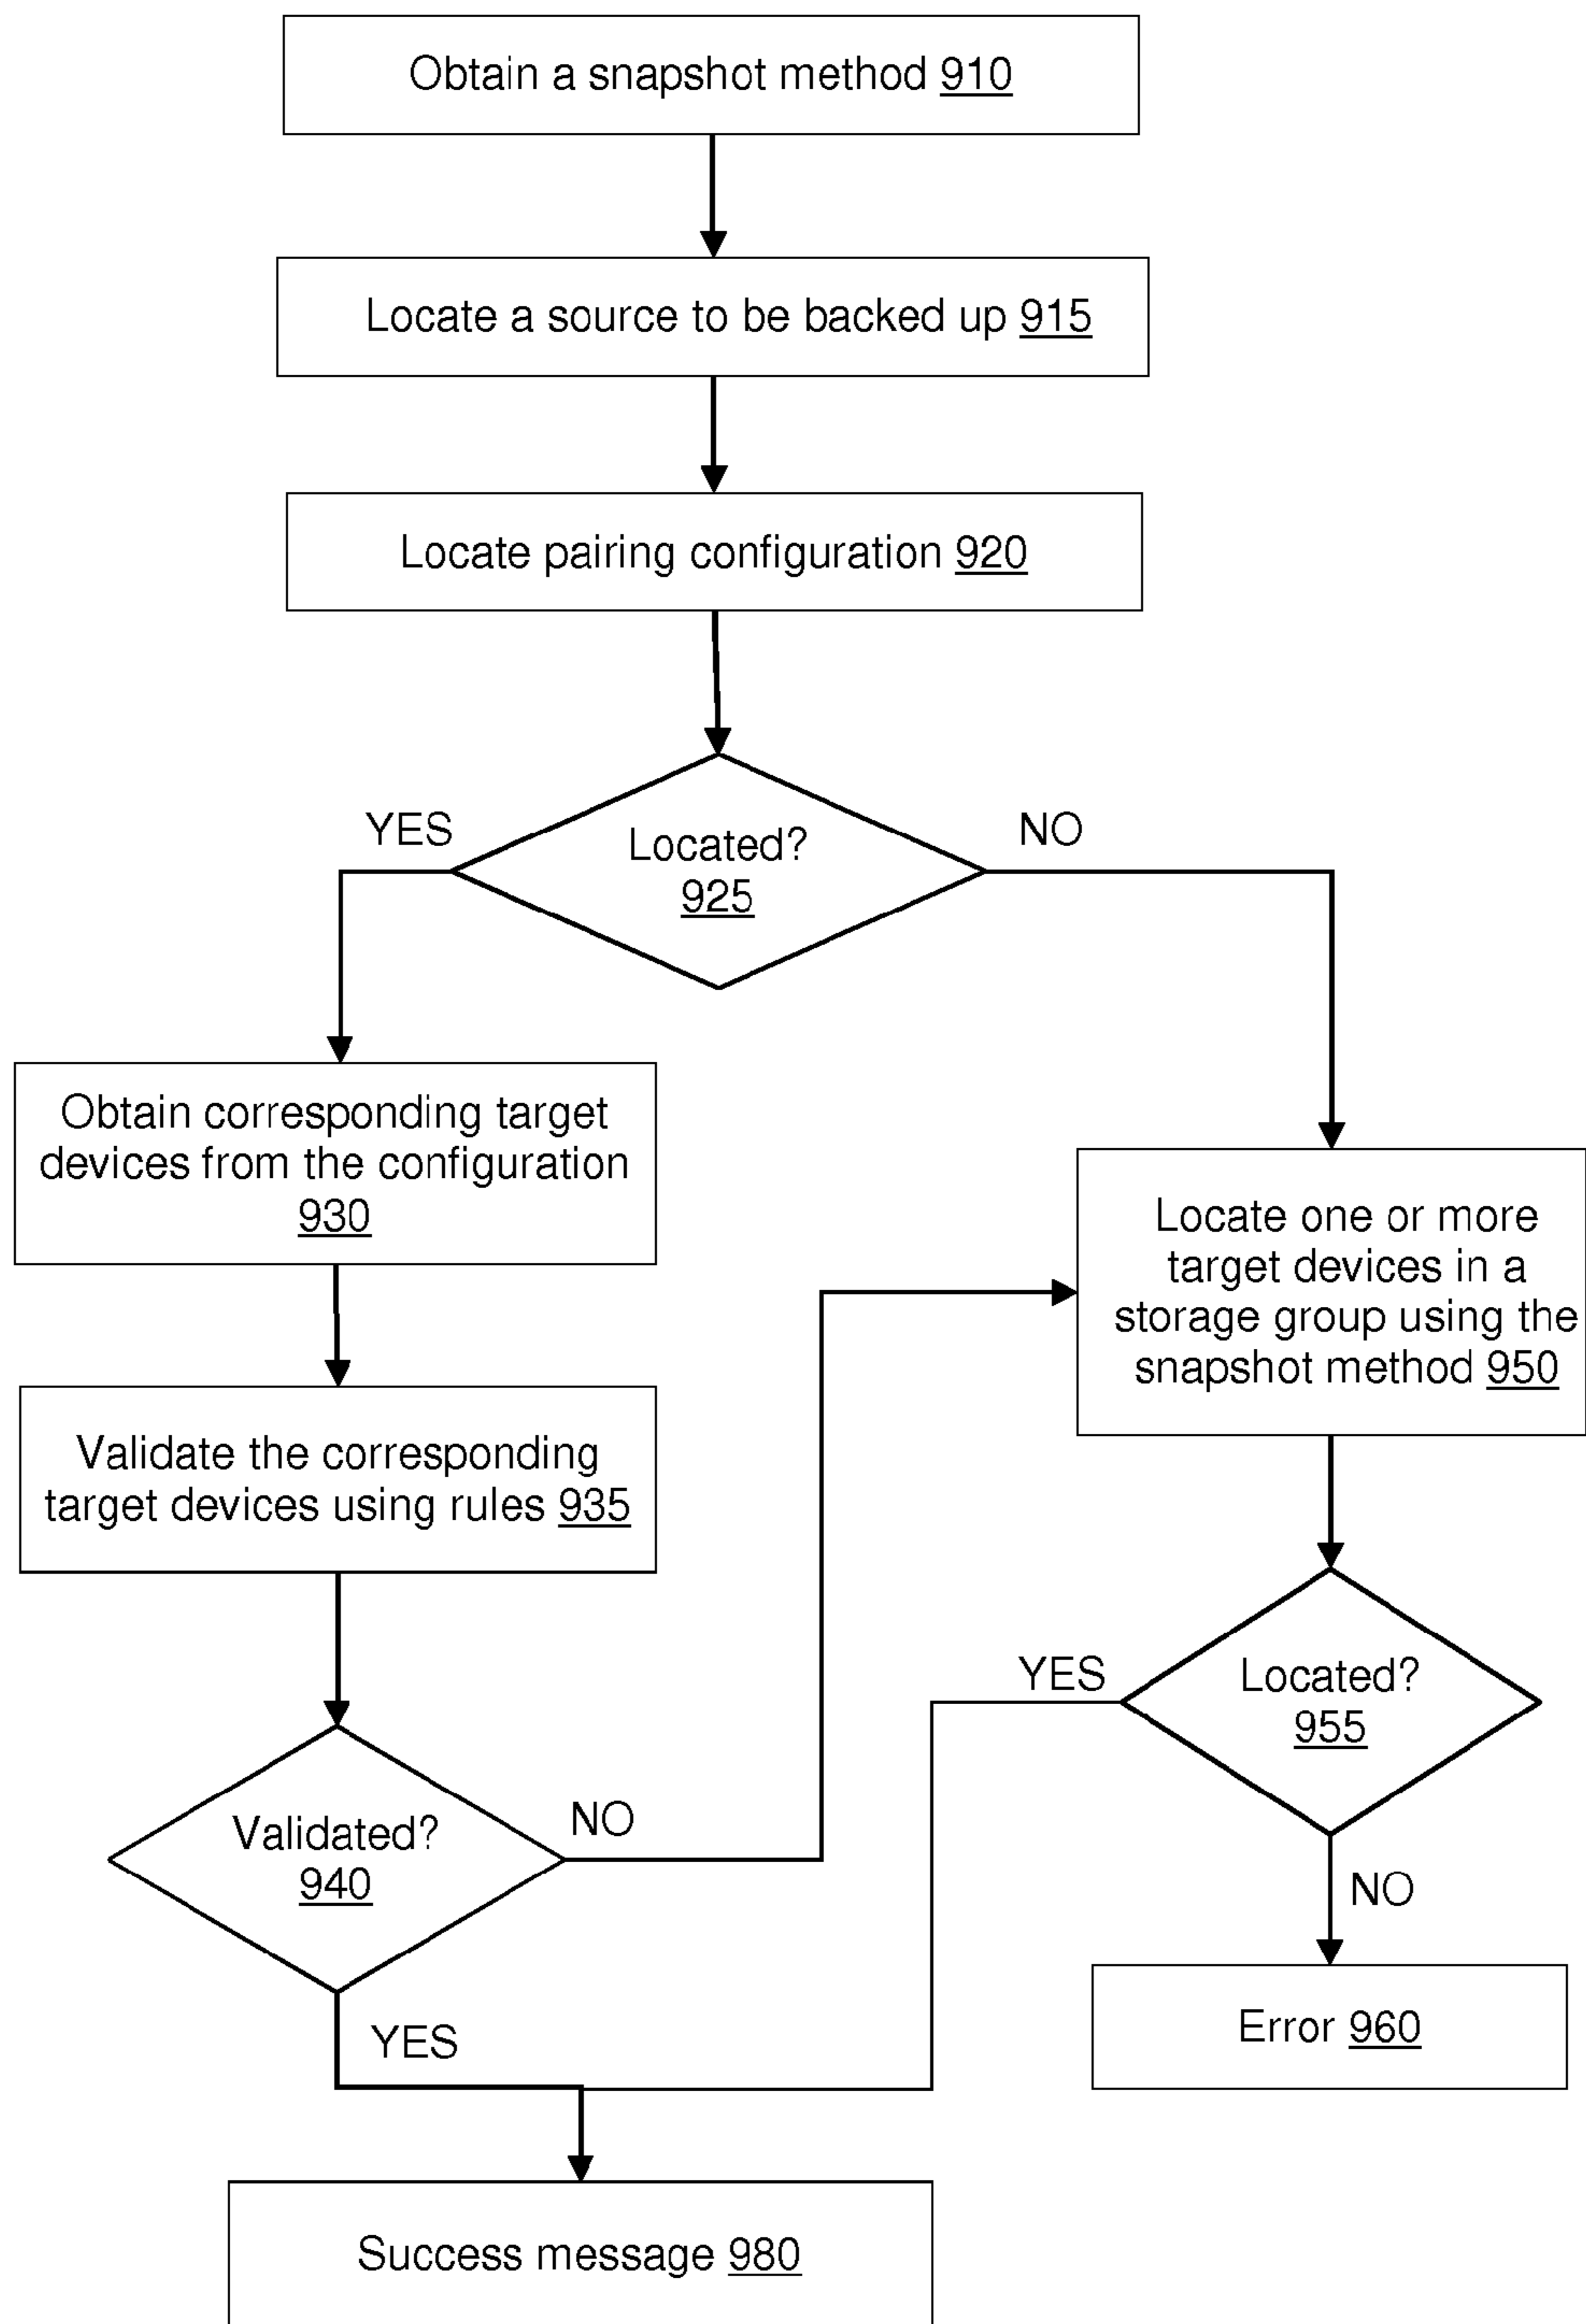 Obtain a snapshot method 910
Locate a source to be backed up 915
Locate pairing configuration 920
YES
Located?
925
NO
Obtain corresponding target
devices from the configuration
930
Validate the corresponding
target devices using rules 935
Validated?
940
NO
YES
Locate one or more
target devices in a
storage group using the
snapshot method 950
YES
Located?
955
NO
Error 960
Success message 980